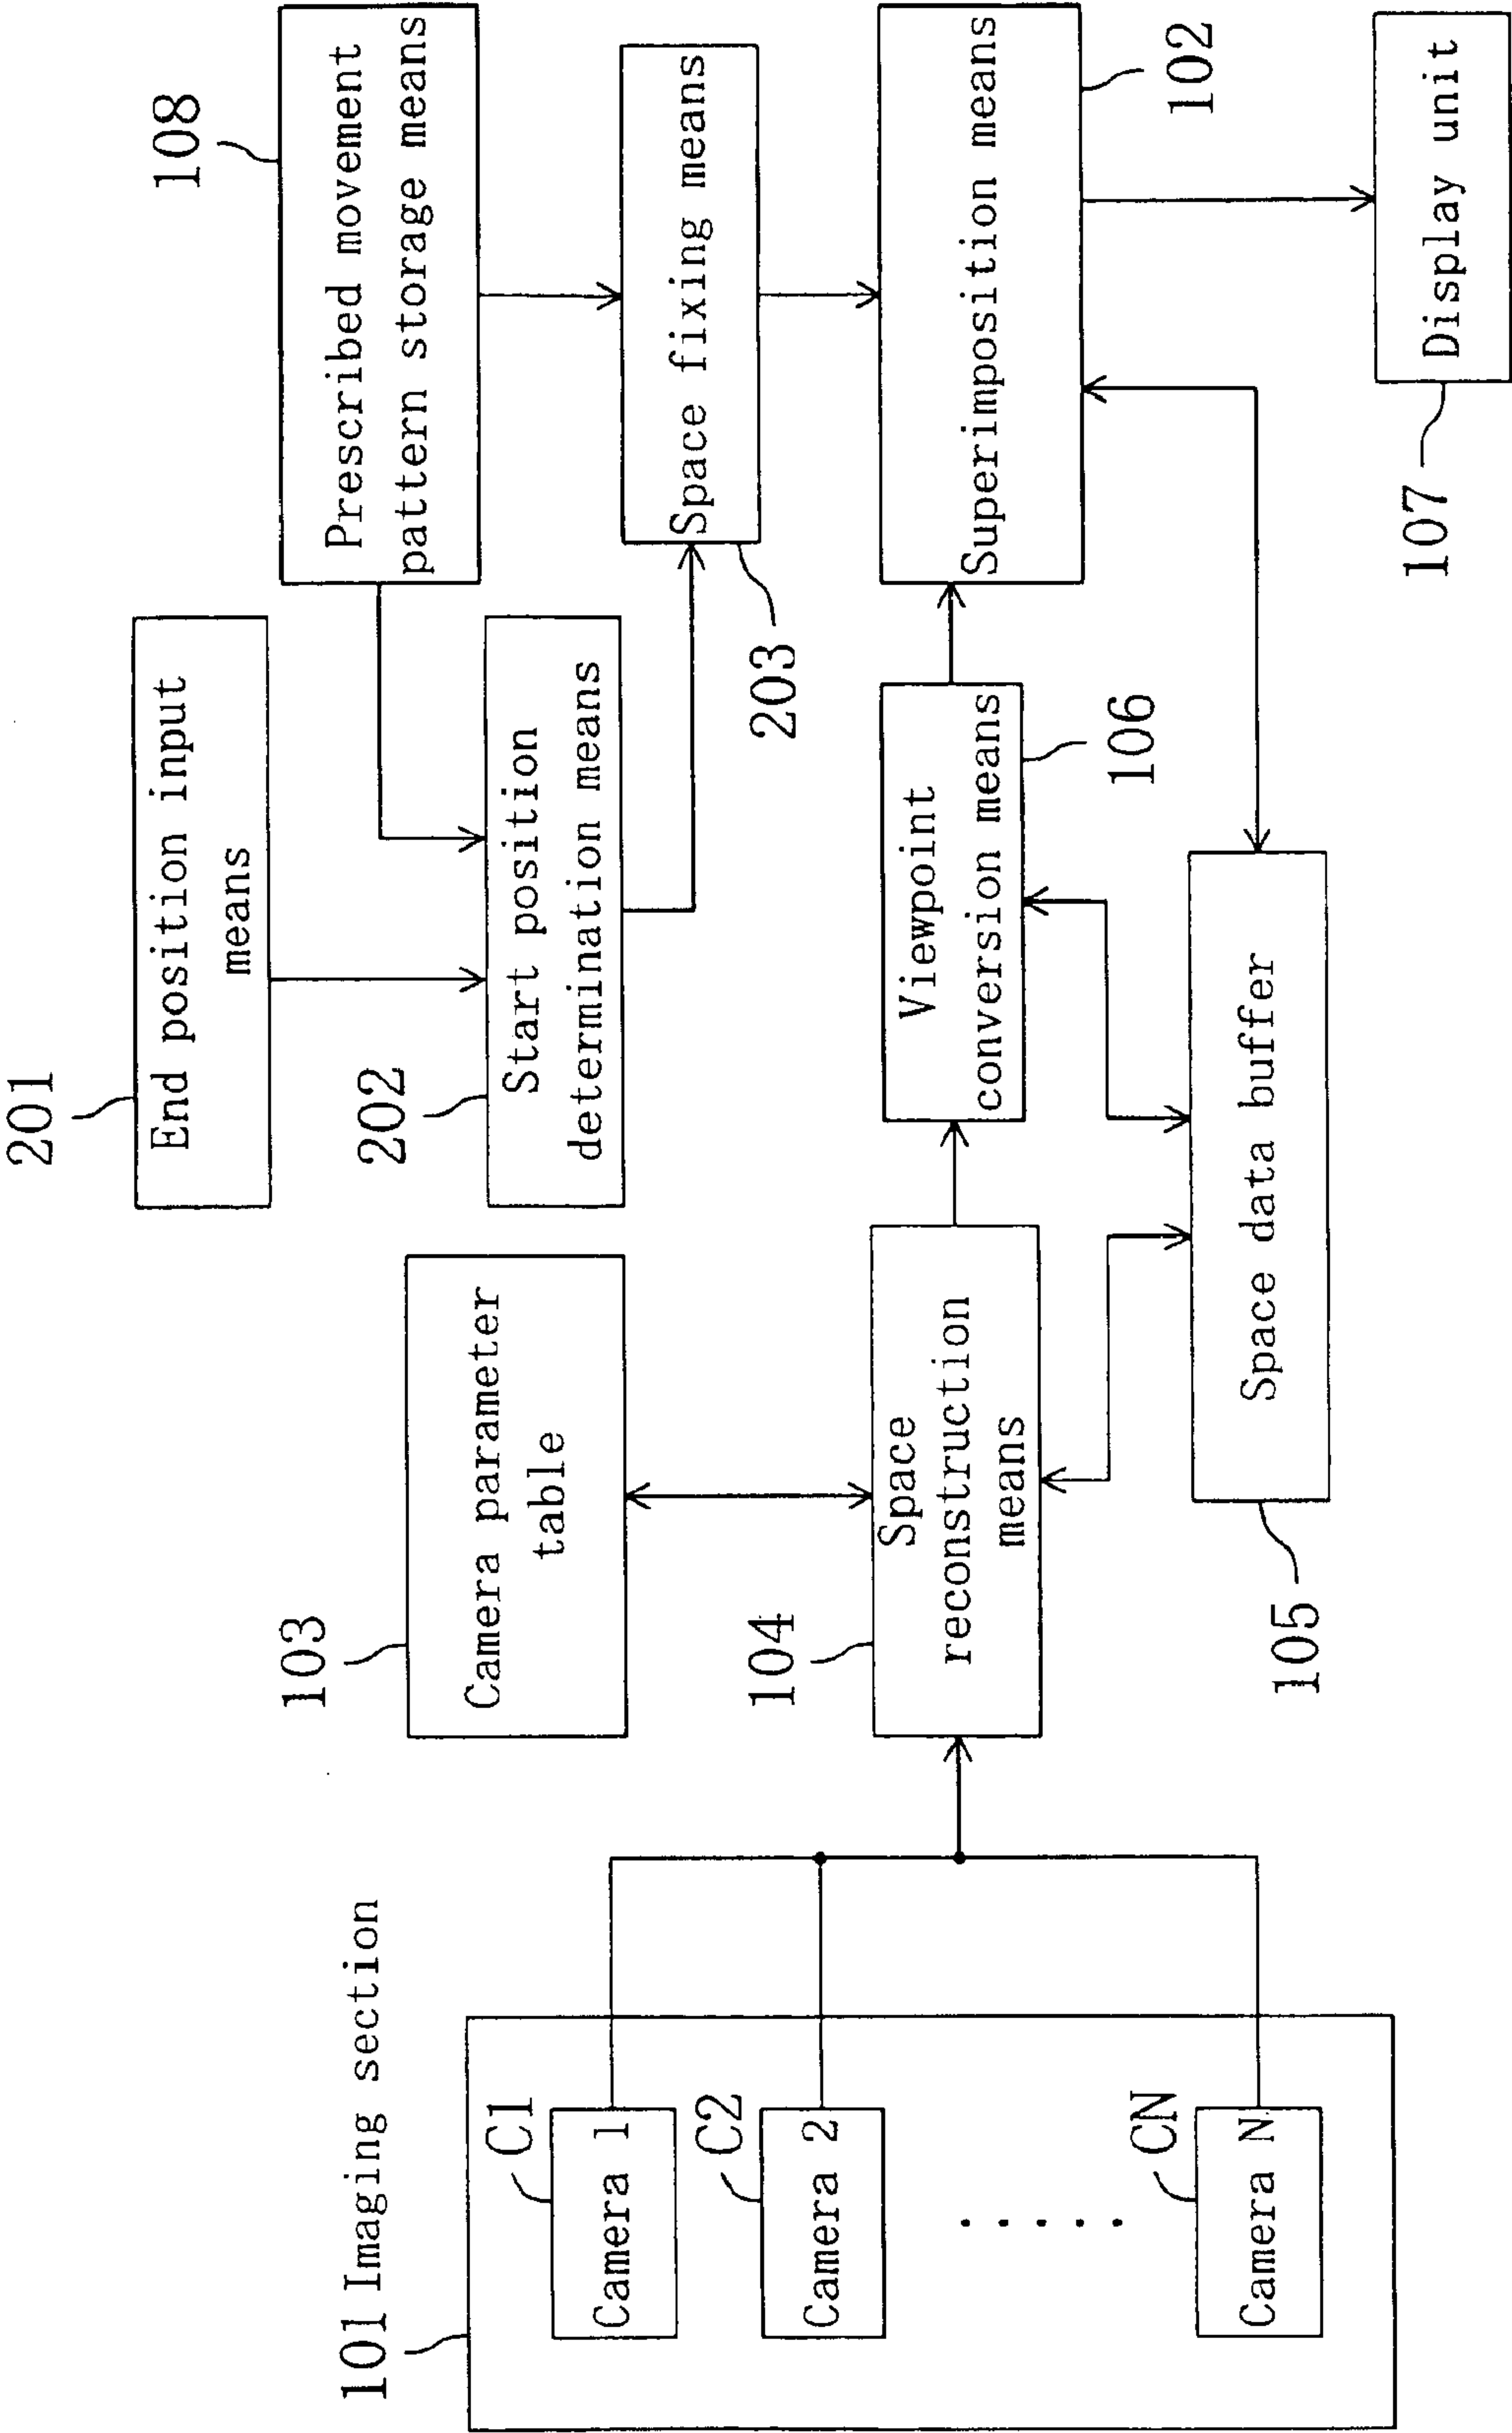 101 Imaging section
C1
Camera 1
C2
Camera 2
.....
CN
Camera N
103
Camera parameter
table
104
Space
reconstruction
means
105
Space data buffer
201
End position input
means
202
Start position
determination means
203
Viewpoint
conversion means
106
108
Prescribed movement
pattern storage means
Space fixing means
Superimposition means
102
107
Display unit